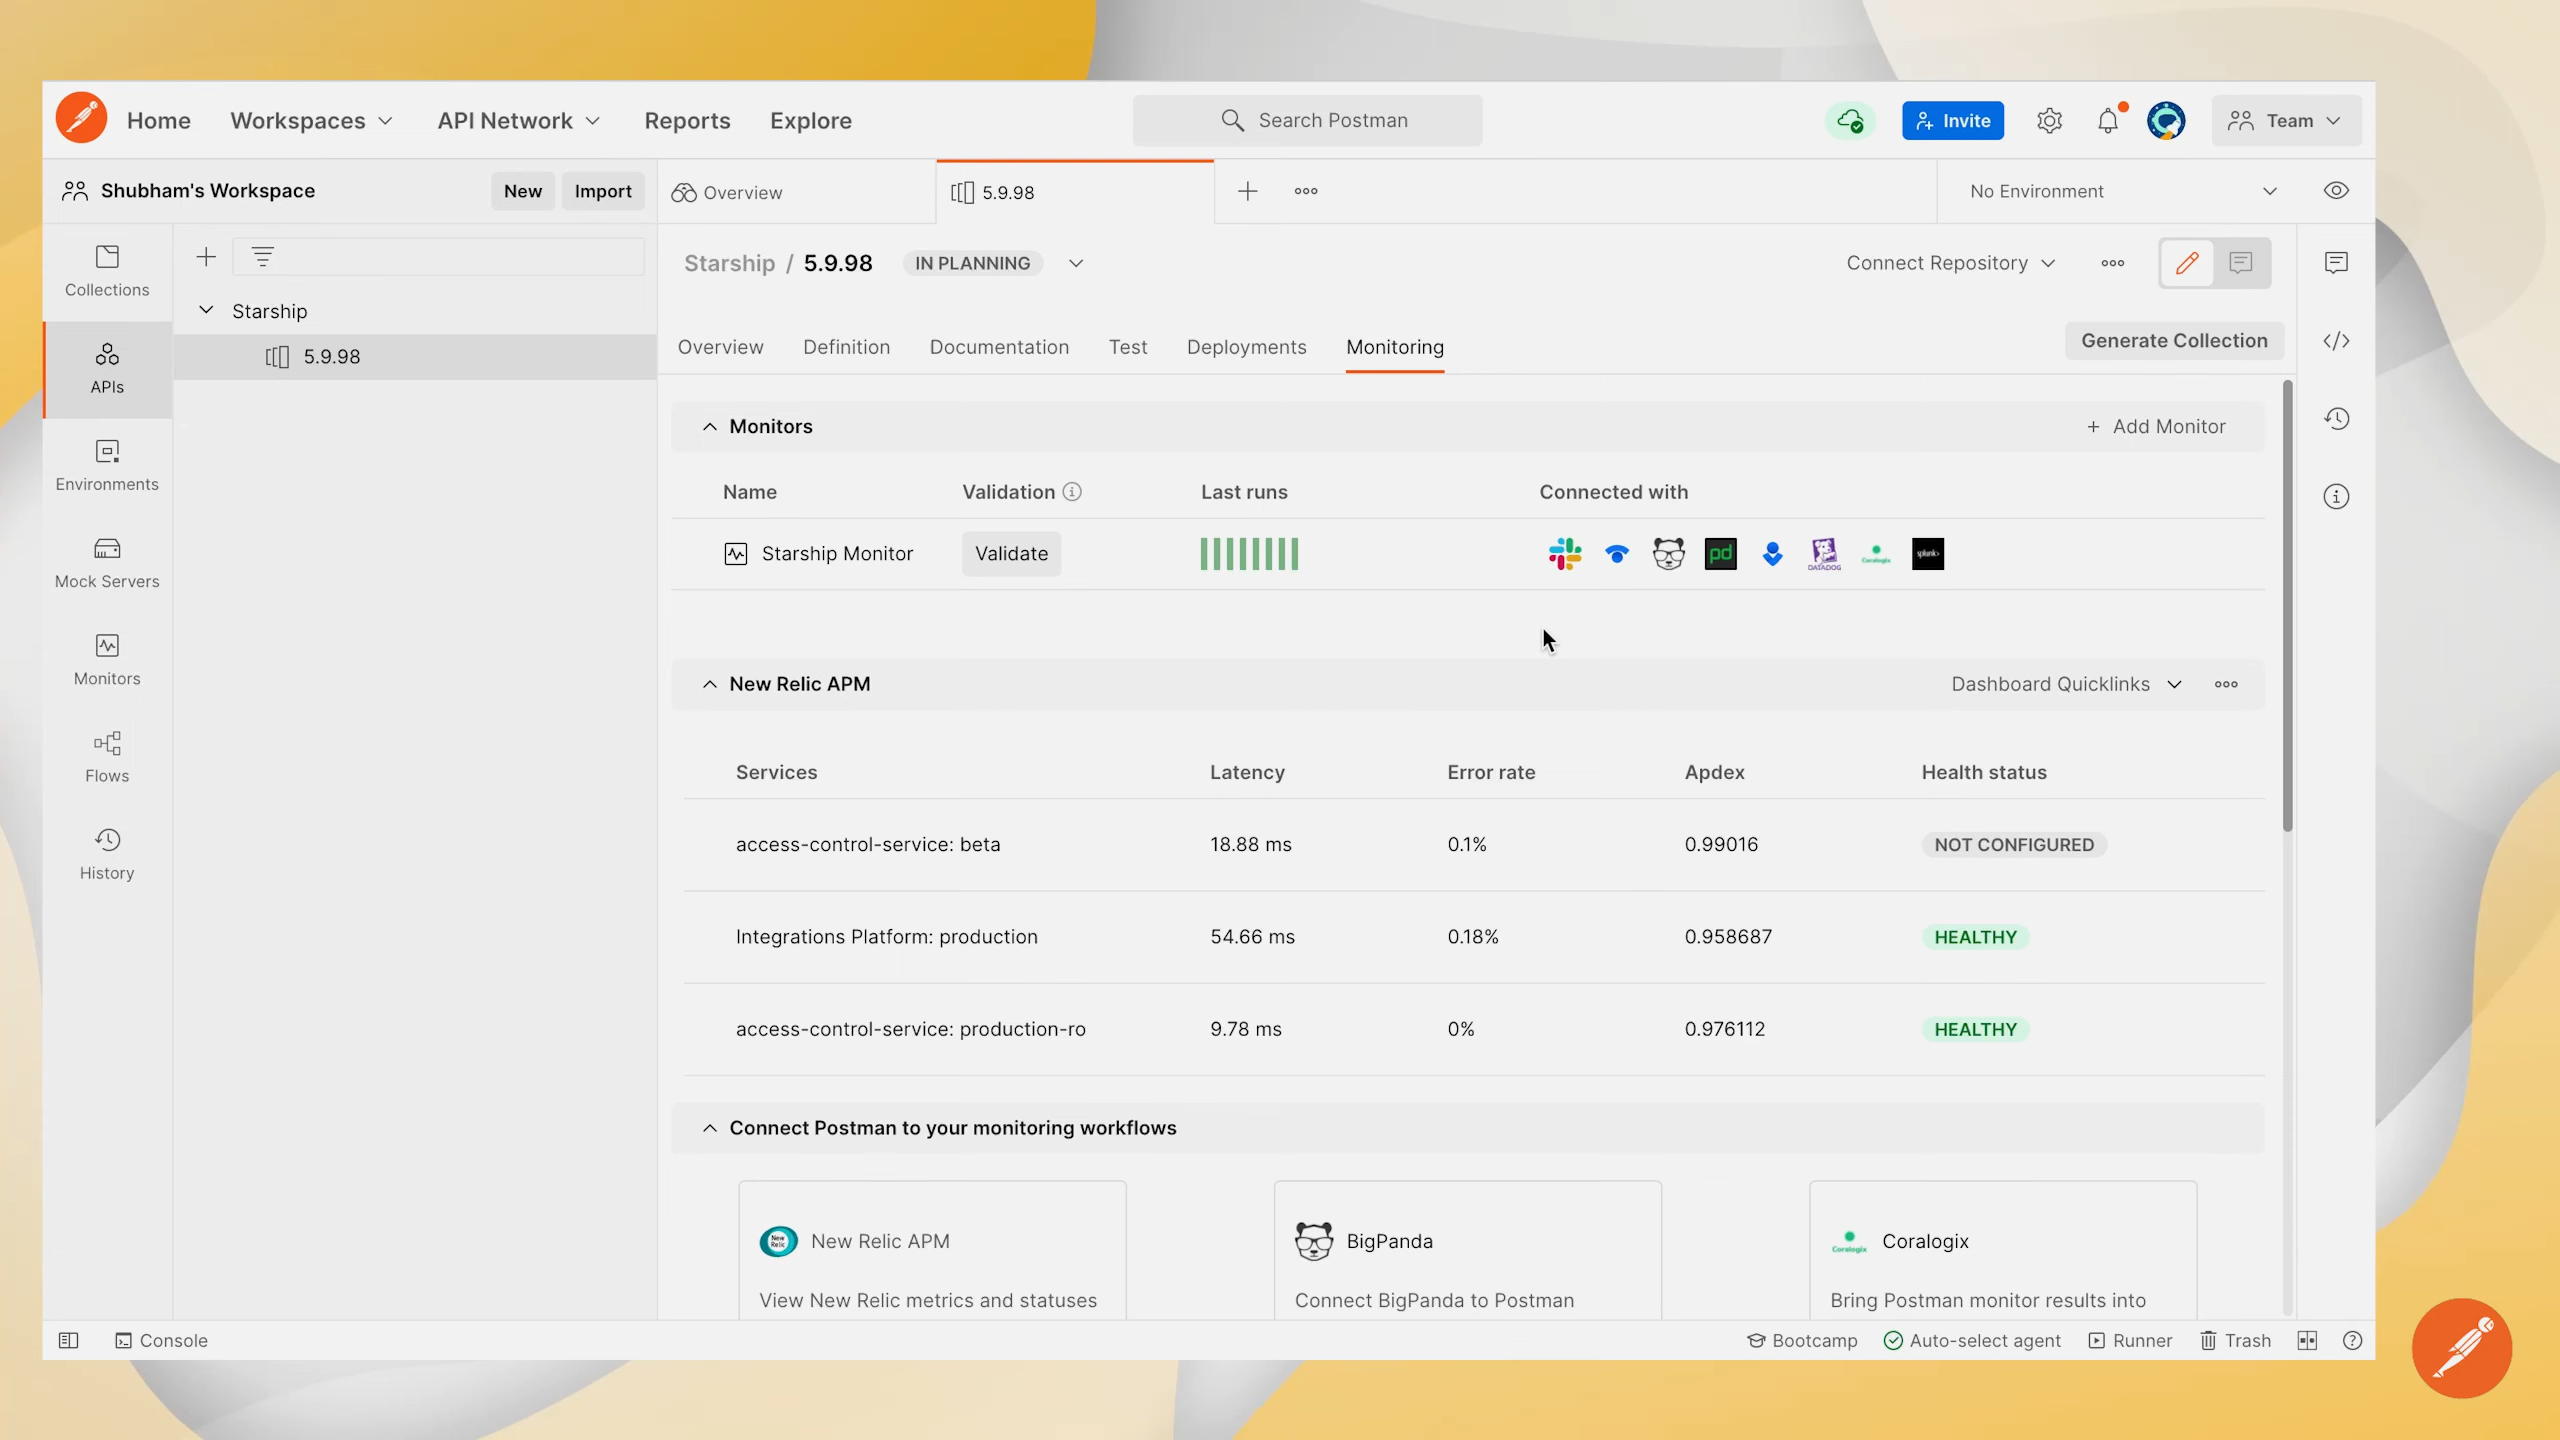 Home Workspaces API Network Reports Explore Search Postman Invite Team
Shubham's Workspace New Import Overview 5.9.98 No Environment
Starship / 5.9.98 IN PLANNING Connect Repository
Collections
Starship
5.9.98
APIs
Environments
Mock Servers
Monitors
Flows
History
Overview Definition Documentation Test Deployments Monitoring Generate Collection
Monitors + Add Monitor
Name Validation Last runs Connected with
Starship Monitor Validate pd DATADOG Coralogix splunk>
New Relic APM Dashboard Quicklinks
Services Latency Error rate Apdex Health status
access-control-service: beta 18.88 ms 0.1% 0.99016 NOT CONFIGURED
Integrations Platform: production 54.66 ms 0.18% 0.958687 HEALTHY
access-control-service: production-ro 9.78 ms 0% 0.976112 HEALTHY
Connect Postman to your monitoring workflows
New Relic New Relic APM BigPanda Coralogix Coralogix
View New Relic metrics and statuses Connect BigPanda to Postman Bring Postman monitor results into
Console Bootcamp Auto-select agent Runner Trash